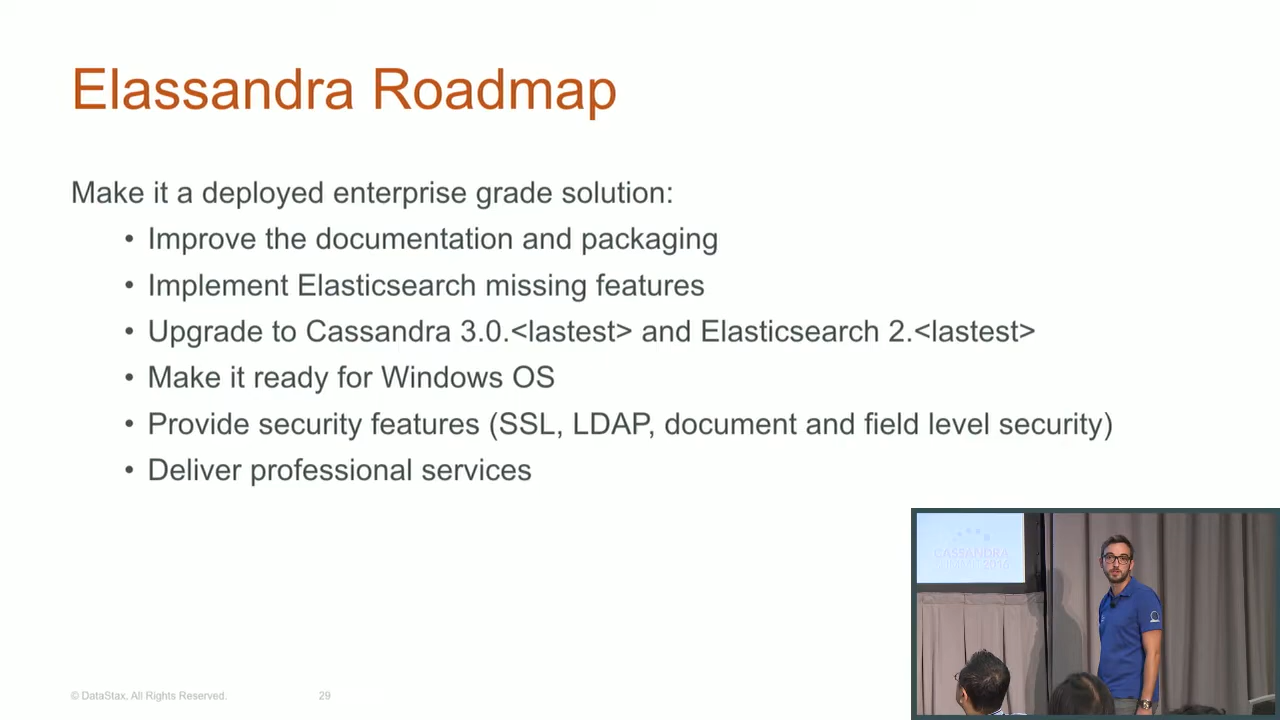 Elassandra Roadmap
Make it a deployed enterprise grade solution:
• Improve the documentation and packaging
• Implement Elasticsearch missing features
• Upgrade to Cassandra 3.0.<lastest> and Elasticsearch 2.<lastest>
• Make it ready for Windows OS
• Provide security features (SSL, LDAP, document and field level security)
• Deliver professional services
CASSANDRA
SUMMIT 2016
© DataStax, All Rights Reserved.
29